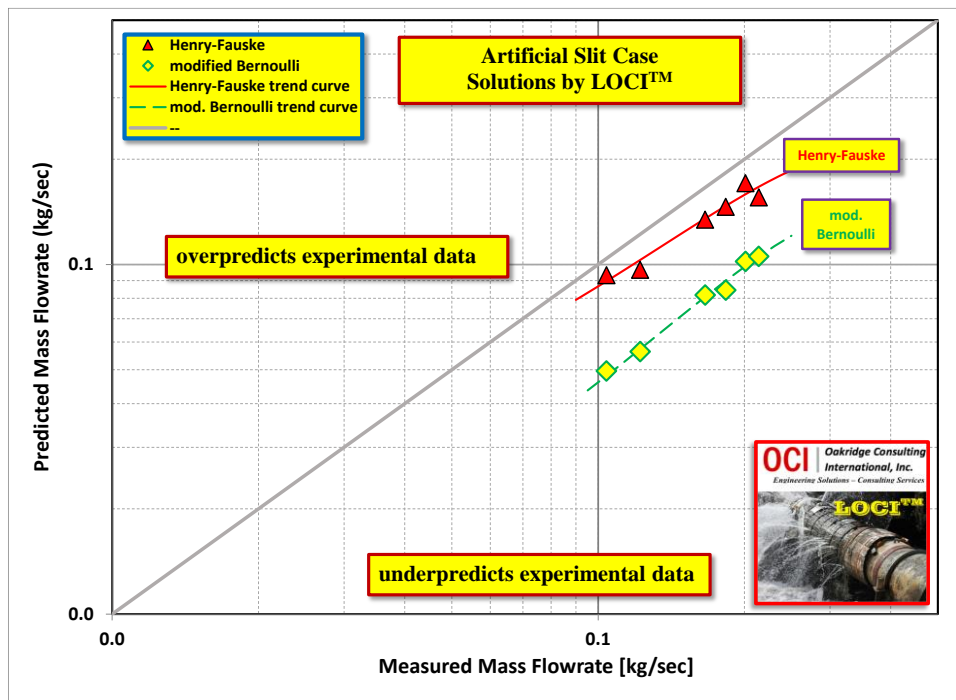 Henry-Fauske
modified Bernoulli
Henry-Fauske trend curve
mod. Bernoulli trend curve
--
Artificial Slit Case
Solutions by LOCI™
Henry-Fauske
mod.
Bernoulli
overpredicts experimental data
underpredicts experimental data
OCI
Oakridge Consulting
International, Inc.
Engineering Solutions – Consulting Services
LOCI™
Predicted Mass Flowrate (kg/sec)
0.1
0.0
0.0
0.1
Measured Mass Flowrate [kg/sec]